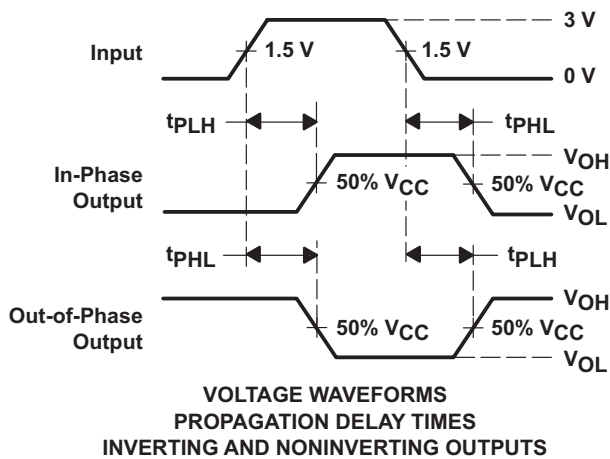 3 V
Input
1.5 V
1.5 V
0 V
tPLH
tPHL
VOH
In-Phase
Output
50% VCC
50% VCC
VOL
tPHL
tPLH
VOH
Out-of-Phase
Output
50% VCC
50% VCC
VOL
VOLTAGE WAVEFORMS
PROPAGATION DELAY TIMES
INVERTING AND NONINVERTING OUTPUTS